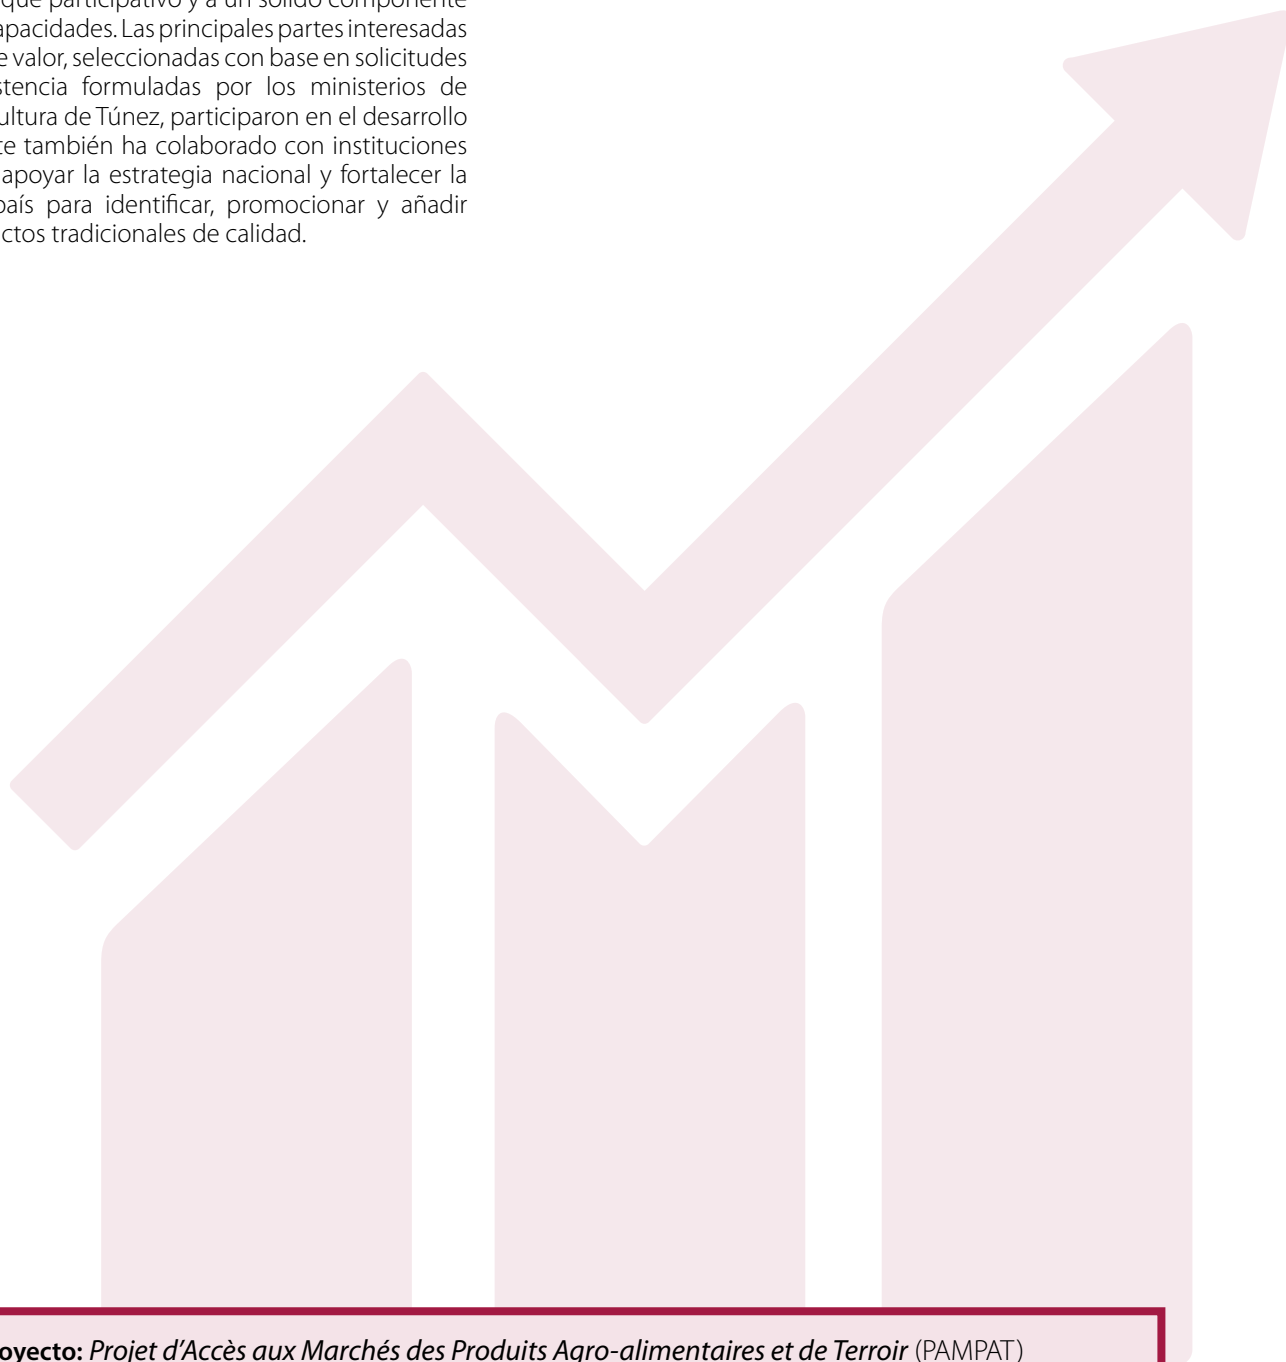 que participativo y a un sólido componente
apacidades. Las principales partes interesadas
e valor, seleccionadas con base en solicitudes
stencia formuladas por los ministerios de
ultura de Túnez, participaron en el desarrollo
te también ha colaborado con instituciones
apoyar la estrategia nacional y fortalecer la
país para identificar, promocionar y añadir
ctos tradicionales de calidad.
oyecto: Projet d’Accès aux Marchés des Produits Agro-alimentaires et de Terroir (PAMPAT)